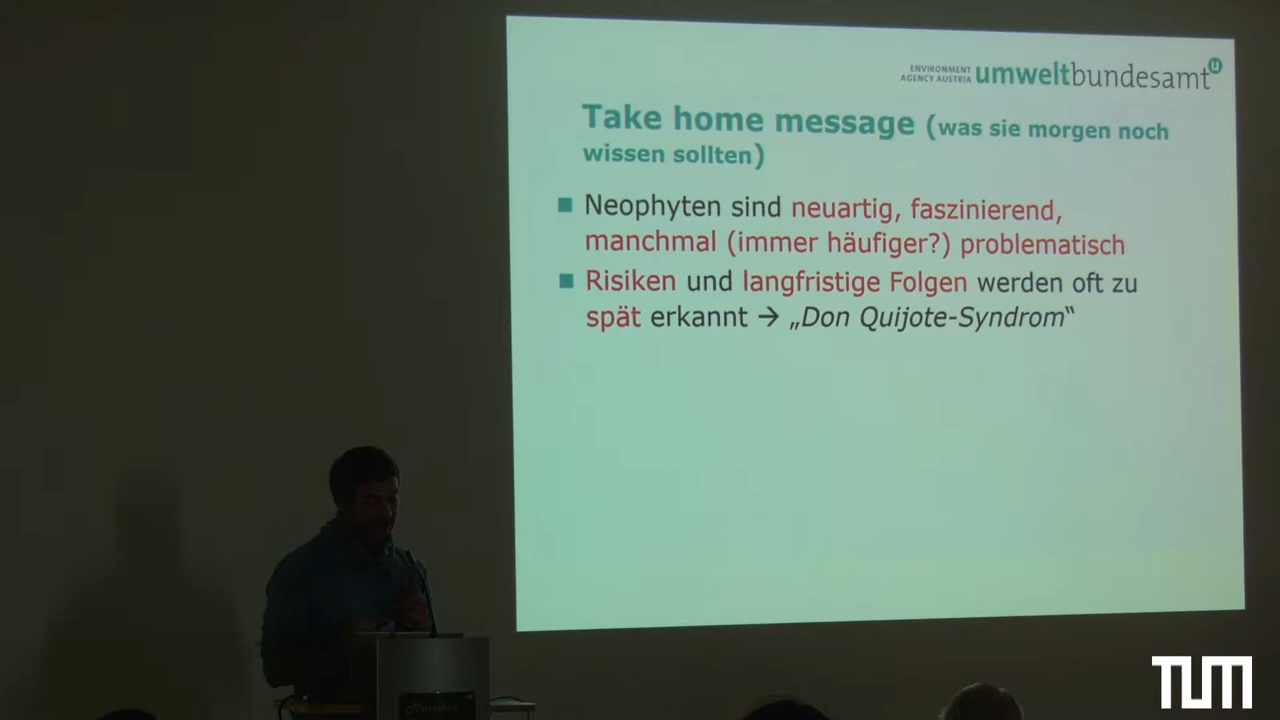 ENVIRONMENT
AGENCY AUSTRIA umweltbundesamt
Take home message (was sie morgen noch
wissen sollten)
Neophyten sind neuartig, faszinierend,
manchmal (immer häufiger?) problematisch
Risiken und langfristige Folgen werden oft zu
spät erkannt → „Don Quijote-Syndrom“
TUM